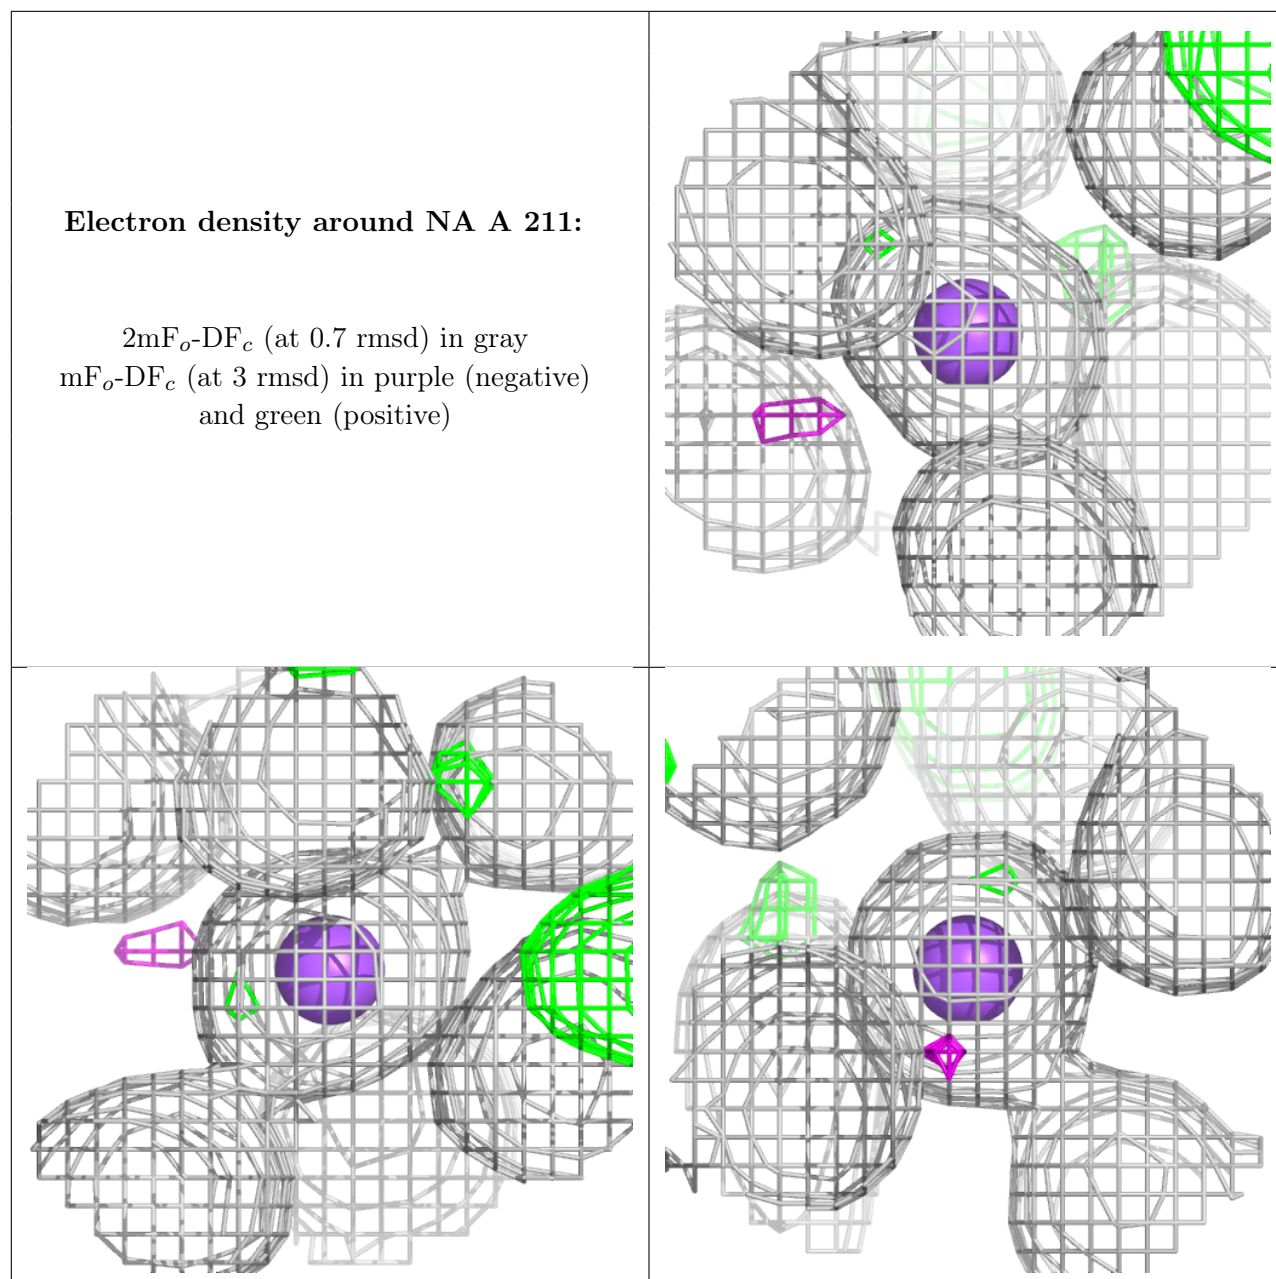 Electron density around NA A 211:
2mFo-DFc (at 0.7 rmsd) in gray
mFo-DFc (at 3 rmsd) in purple (negative)
and green (positive)